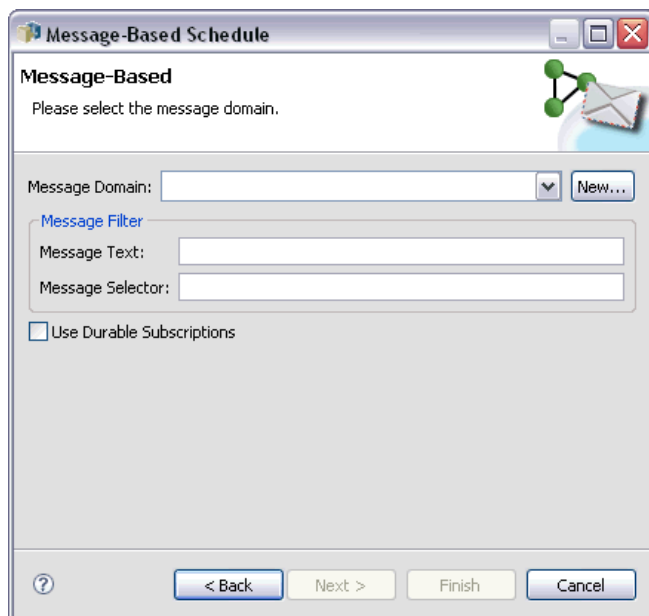 Message-Based Schedule
Message-Based
Please select the message domain.
Message Domain:
New...
Message Filter
Message Text:
Message Selector:
Use Durable Subscriptions
?
< Back
Next >
Finish
Cancel